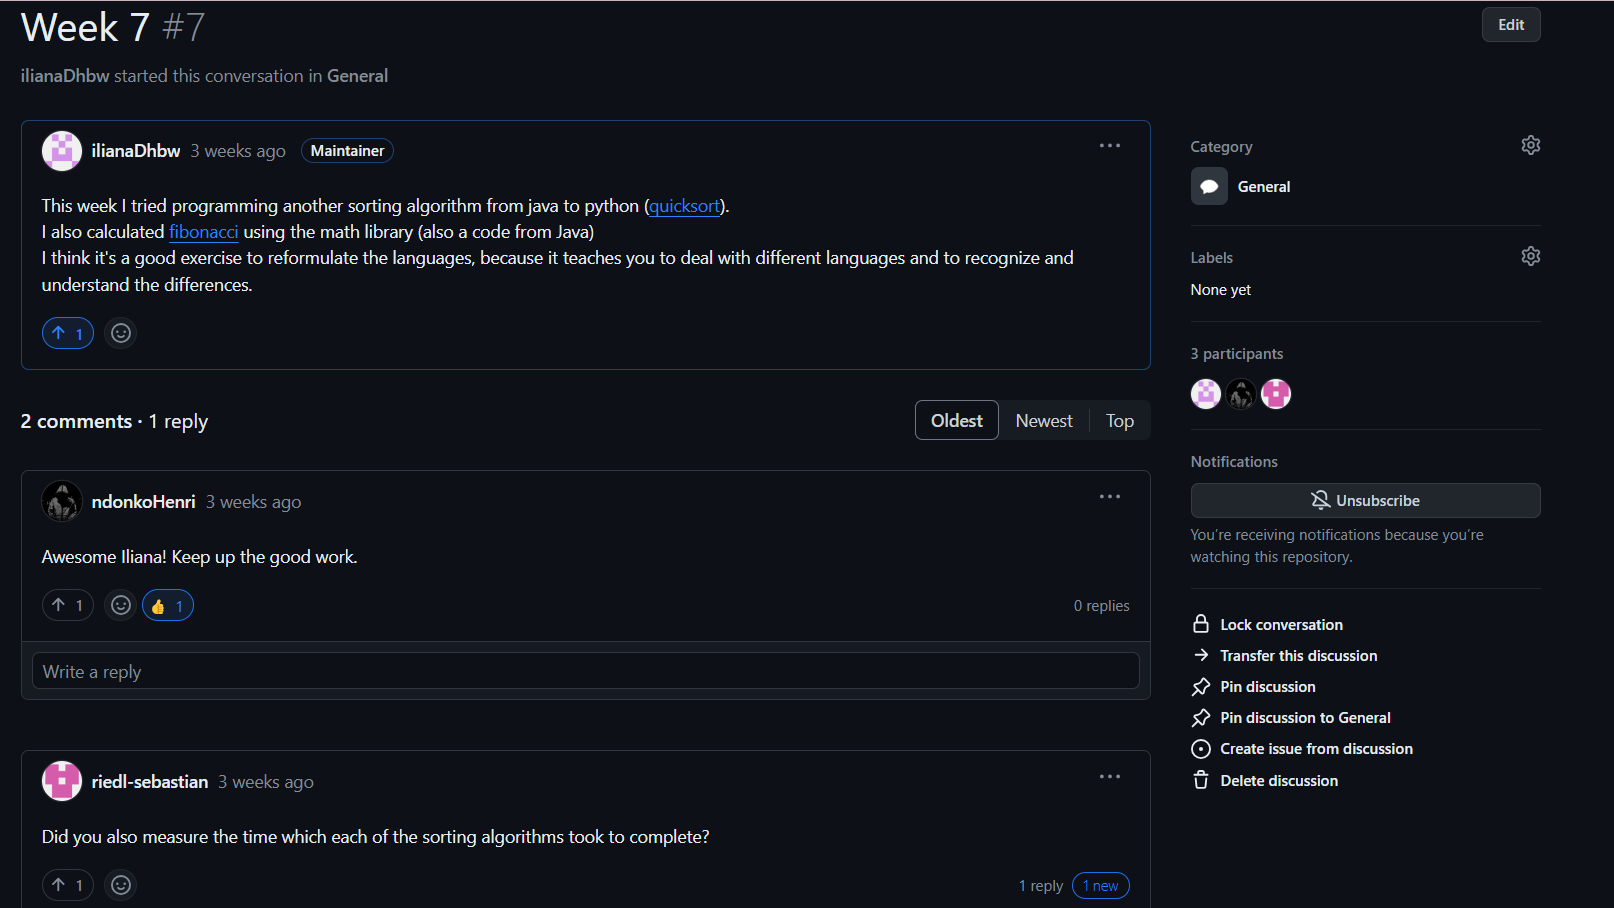 Week 7 #7
Edit
ilianaDhbw started this conversation in General
ilianaDhbw 3 weeks ago Maintainer
This week I tried programming another sorting algorithm from java to python (quicksort).
I also calculated fibonacci using the math library (also a code from Java)
I think it's a good exercise to reformulate the languages, because it teaches you to deal with different languages and to recognize and
understand the differences.
1
2 comments · 1 reply
Oldest Newest Top
ndonkoHenri 3 weeks ago
Awesome Iliana! Keep up the good work.
1 👍 1
0 replies
Write a reply
riedl-sebastian 3 weeks ago
Did you also measure the time which each of the sorting algorithms took to complete?
1
1 reply 1 new
Category
General
Labels
None yet
3 participants
Notifications
Unsubscribe
You’re receiving notifications because you’re
watching this repository.
Lock conversation
Transfer this discussion
Pin discussion
Pin discussion to General
Create issue from discussion
Delete discussion